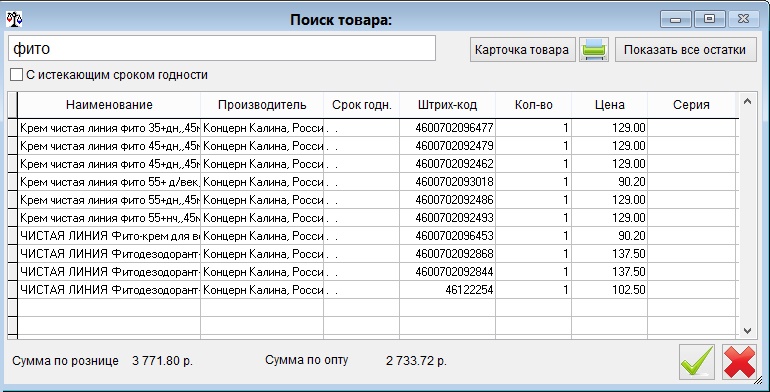 Поиск товара:
фито
Карточка товара
Показать все остатки
С истекающим сроком годности
Наименование Производитель Срок годн. Штрих-код Кол-во Цена Серия
Крем чистая линия фито 35+дн,,45м Концерн Калина, Росси . . 4600702096477 1 129.00
Крем чистая линия фито 45+дн,,45м Концерн Калина, Росси . . 4600702092479 1 129.00
Крем чистая линия фито 45+дн,,45м Концерн Калина, Росси . . 4600702092462 1 129.00
Крем чистая линия фито 55+ д/век, Концерн Калина, Росси . . 4600702093018 1 90.20
Крем чистая линия фито 55+дн,,45м Концерн Калина, Росси . . 4600702092486 1 129.00
Крем чистая линия фито 55+нч,,45м Концерн Калина, Росси . . 4600702092493 1 129.00
ЧИСТАЯ ЛИНИЯ Фито-крем для ве Концерн Калина, Росси . . 4600702096453 1 90.20
ЧИСТАЯ ЛИНИЯ Фитодезодорант- Концерн Калина, Росси . . 4600702092868 1 137.50
ЧИСТАЯ ЛИНИЯ Фитодезодорант- Концерн Калина, Росси . . 4600702092844 1 137.50
ЧИСТАЯ ЛИНИЯ Фитодезодорант- Концерн Калина, Росси . . 46122254 1 102.50
Сумма по рознице 3 771.80 р. Сумма по опту 2 733.72 р.